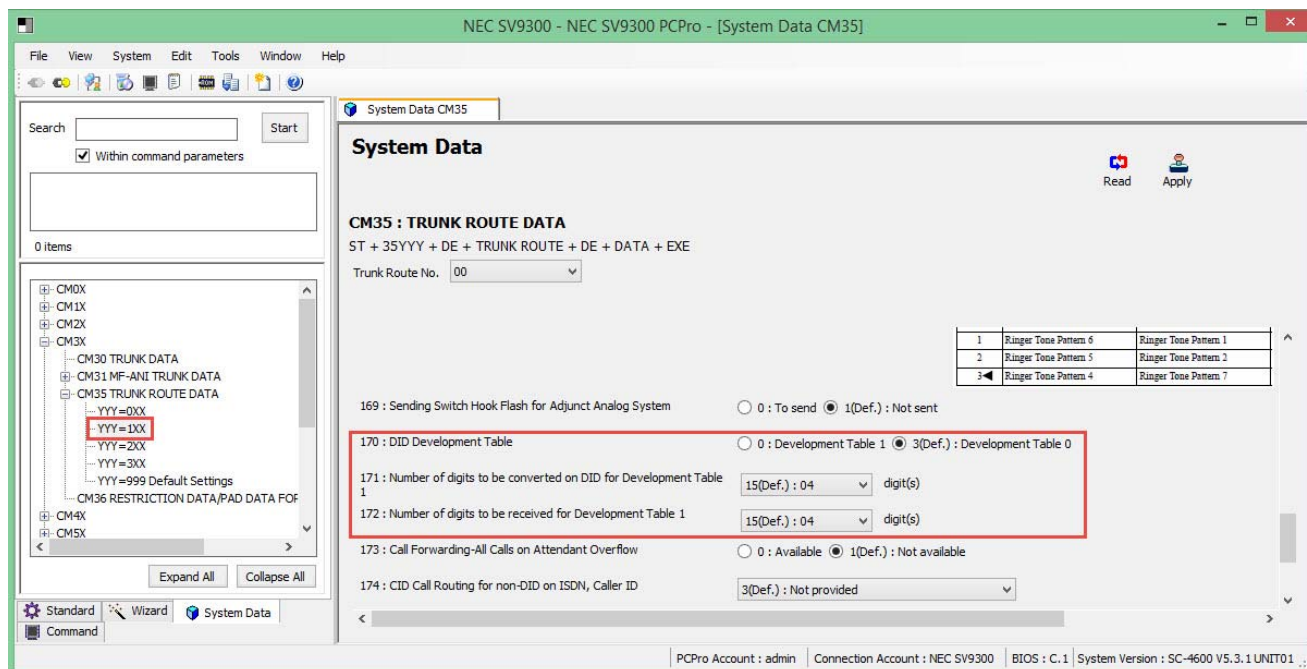 NEC SV9300 - NEC SV9300 PCPro - [System Data CM35]
File View System Edit Tools Window Help
Search
Start
Within command parameters
0 items
CM0X
CM1X
CM2X
CM3X
CM30 TRUNK DATA
CM31 MF-ANI TRUNK DATA
CM35 TRUNK ROUTE DATA
YYY=0XX
YYY=1XX
YYY=2XX
YYY=3XX
YYY=999 Default Settings
CM36 RESTRICTION DATA/PAD DATA FOR
CM4X
CM5X
Expand All Collapse All
Standard Wizard System Data
Command
System Data CM35
System Data
Read Apply
CM35 : TRUNK ROUTE DATA
ST + 35YYY + DE + TRUNK ROUTE + DE + DATA + EXE
Trunk Route No. 00
1 Ringer Tone Pattern 6 Ringer Tone Pattern 1
2 Ringer Tone Pattern 5 Ringer Tone Pattern 2
3◄ Ringer Tone Pattern 4 Ringer Tone Pattern 7
169 : Sending Switch Hook Flash for Adjunct Analog System 0 : To send 1(Def.) : Not sent
170 : DID Development Table 0 : Development Table 1 3(Def.) : Development Table 0
171 : Number of digits to be converted on DID for Development Table
1 15(Def.) : 04 digit(s)
172 : Number of digits to be received for Development Table 1 15(Def.) : 04 digit(s)
173 : Call Forwarding-All Calls on Attendant Overflow 0 : Available 1(Def.) : Not available
174 : CID Call Routing for non-DID on ISDN, Caller ID 3(Def.) : Not provided
PCPro Account : admin Connection Account : NEC SV9300 BIOS : C.1 System Version : SC-4600 V5.3.1 UNIT01